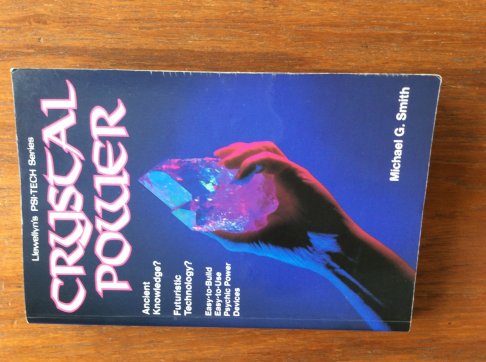 Llewellyn's PSI-TECH Series
CRYSTAL
POWER
Ancient
Knowledge?
Futuristic
Technology?
Easy-to-Build
Easy-to-Use
Psychic Power
Devices
Michael G. Smith